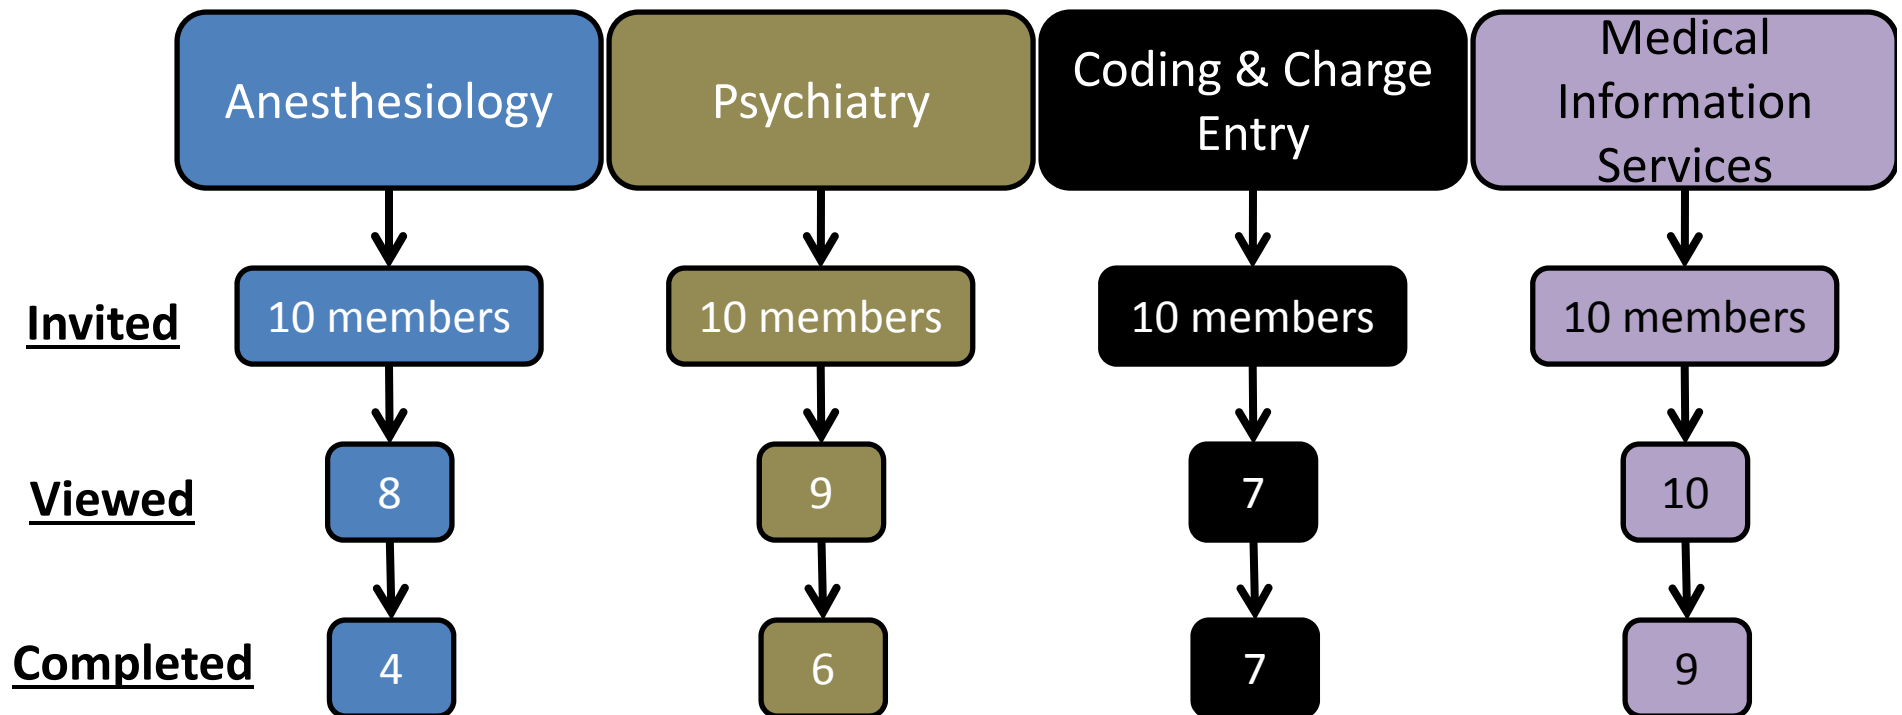 Anesthesiology
Psychiatry
Coding & Charge
Entry
Medical
Information
Services
Invited
10 members
10 members
10 members
10 members
Viewed
8
9
7
10
Completed
4
6
7
9